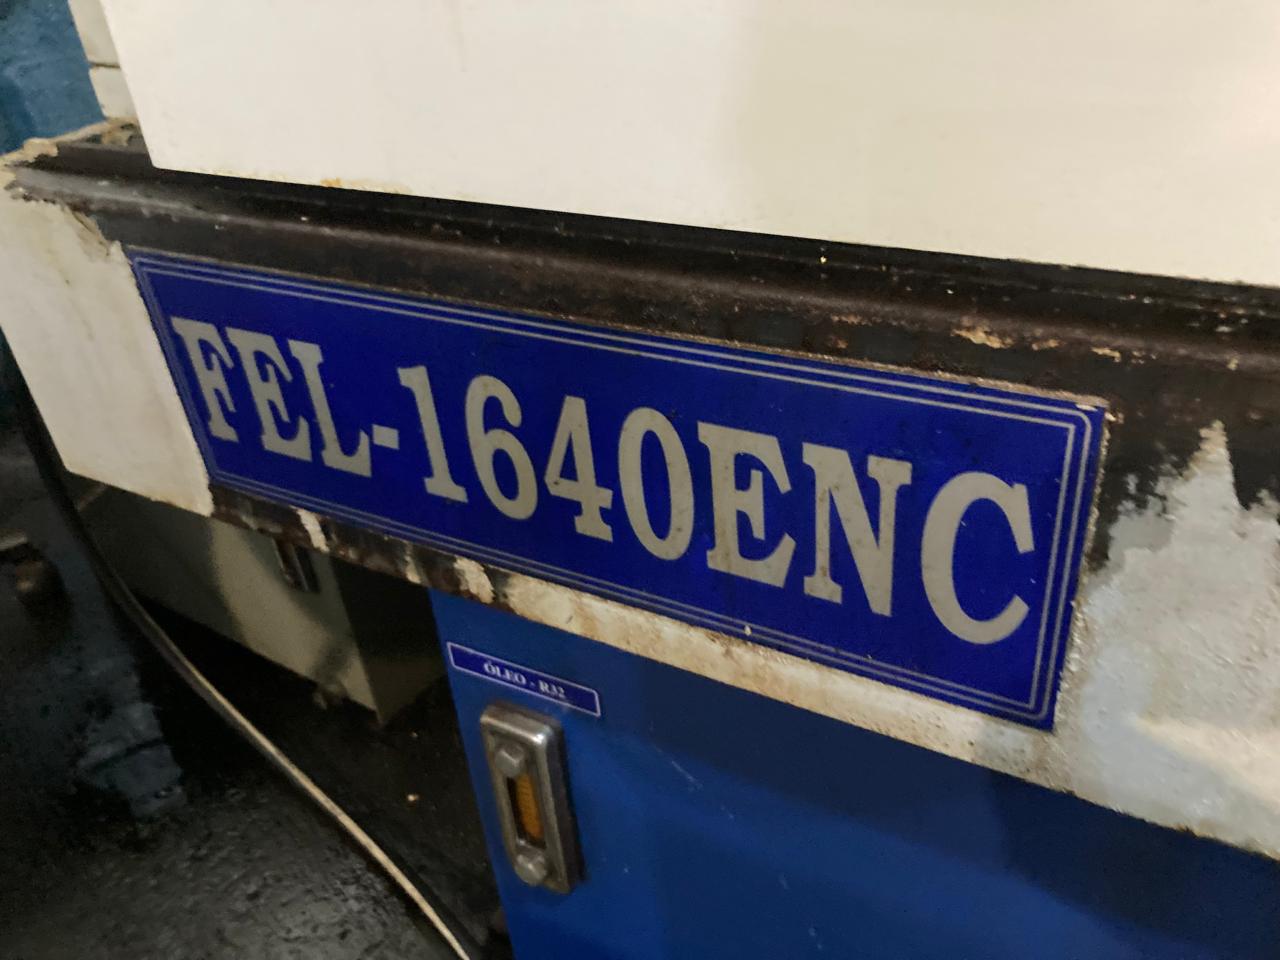 FEL-1640ENC
ÓLEO - R32